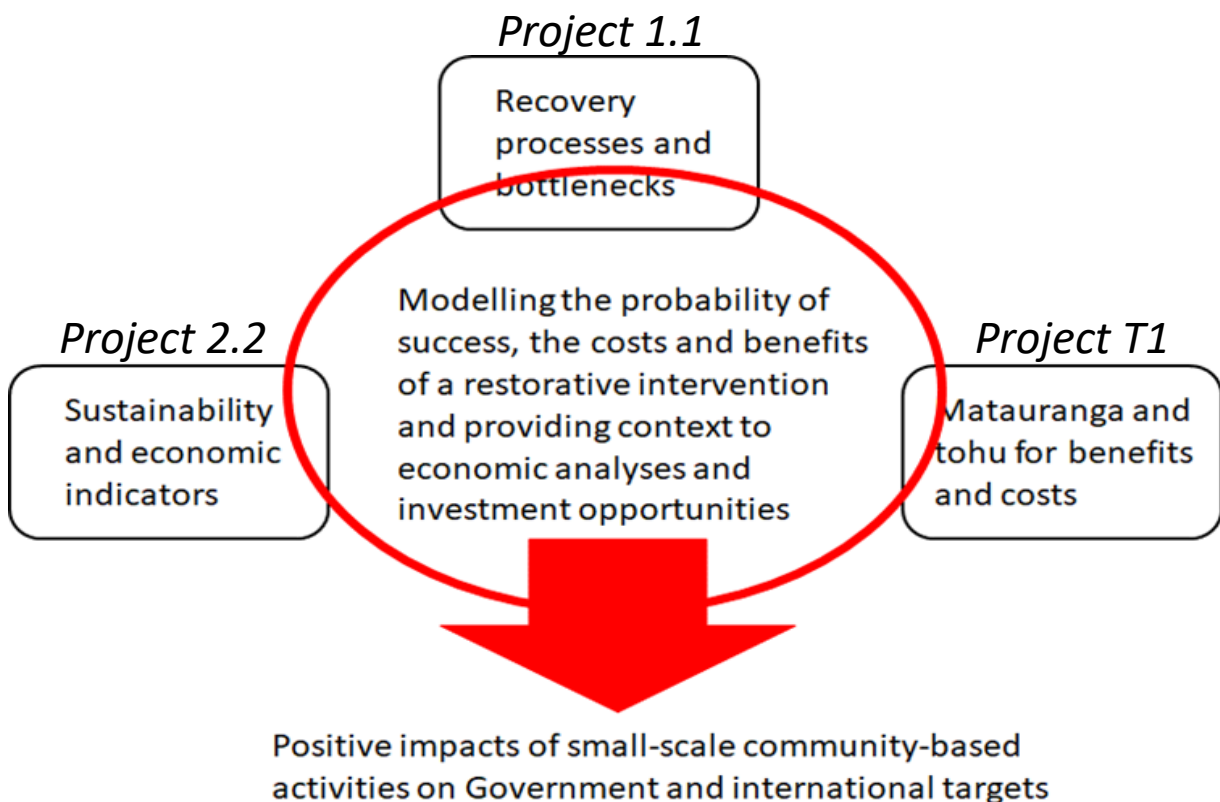 Project 1.1
Recovery
processes and
bottlenecks
Project 2.2
Sustainability
and economic
indicators
Modelling the probability of
success, the costs and benefits
of a restorative intervention
and providing context to
economic analyses and
investment opportunities
Project T1
Matauranga and
tohu for benefits
and costs
Positive impacts of small-scale community-based
activities on Government and international targets